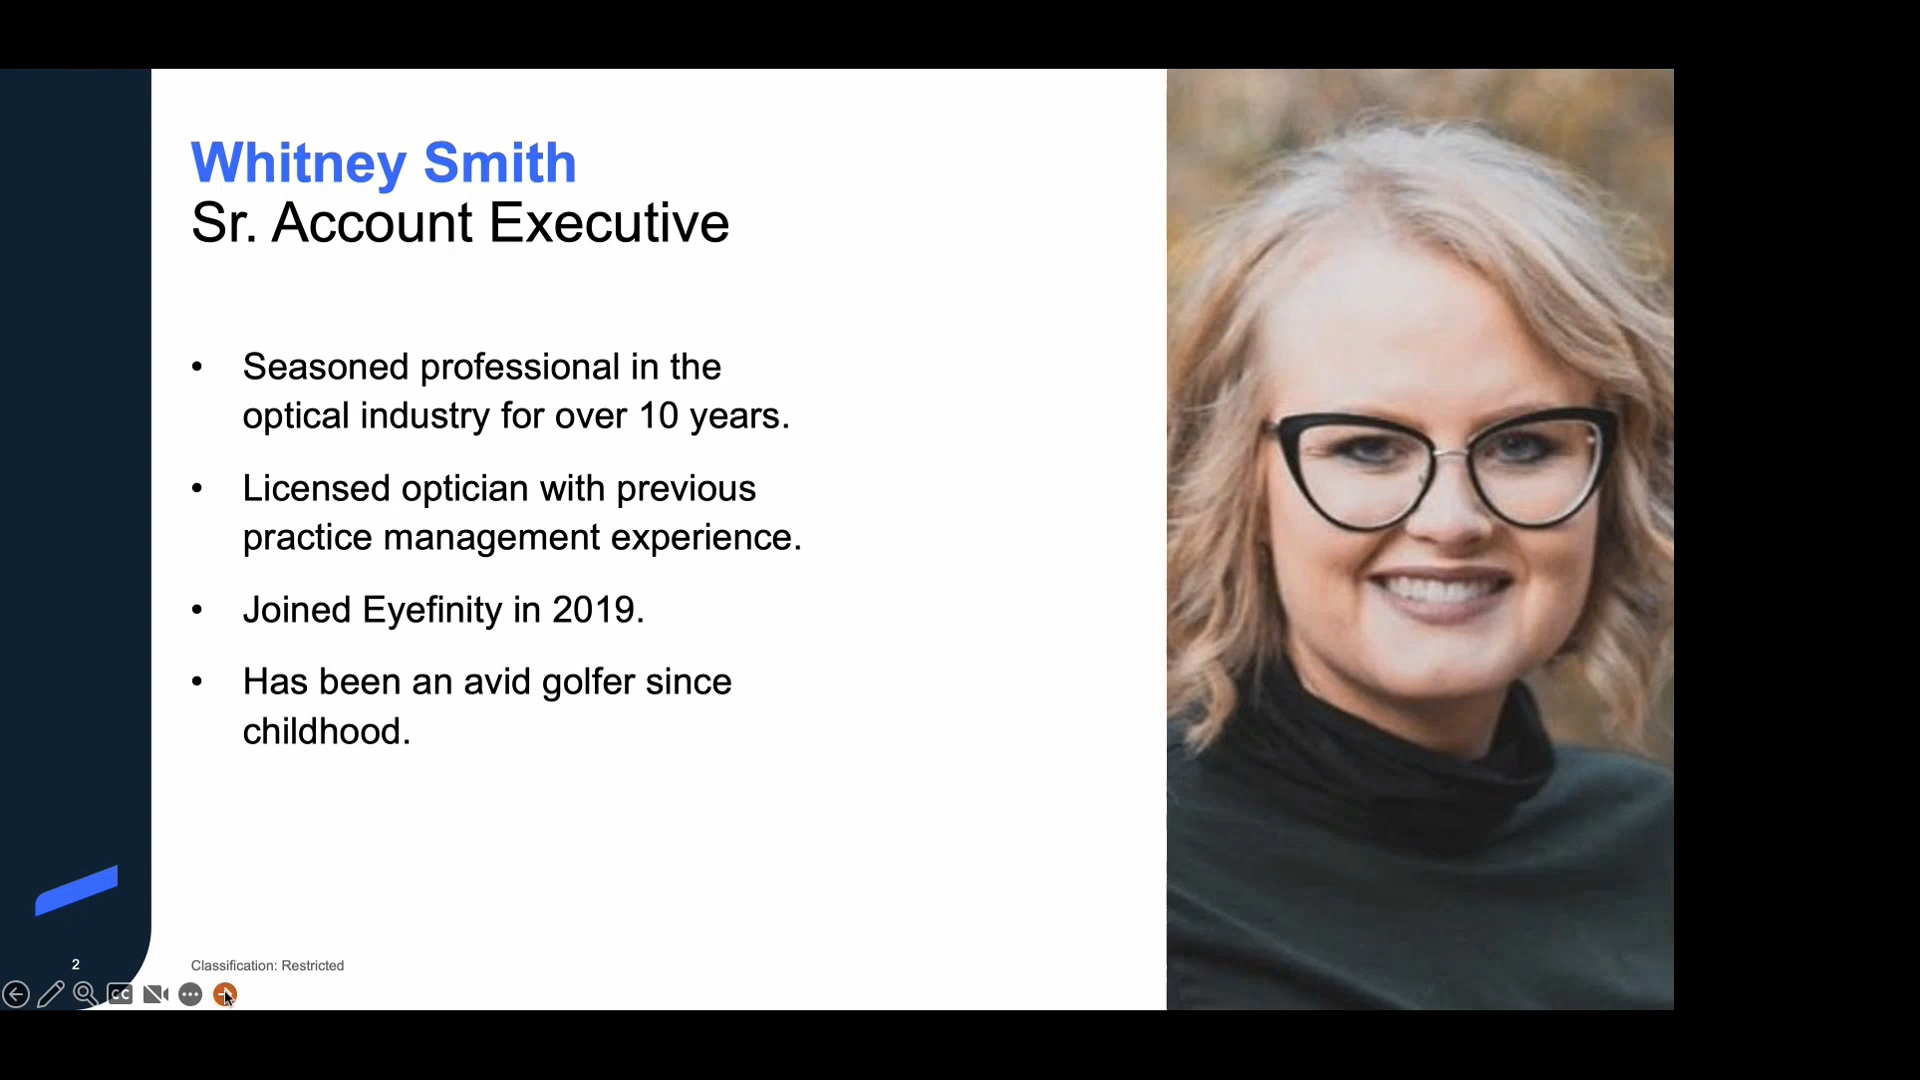 Whitney Smith
Sr. Account Executive
• Seasoned professional in the
optical industry for over 10 years.
• Licensed optician with previous
practice management experience.
• Joined Eyefinity in 2019.
• Has been an avid golfer since
childhood.
2
Classification: Restricted
CC